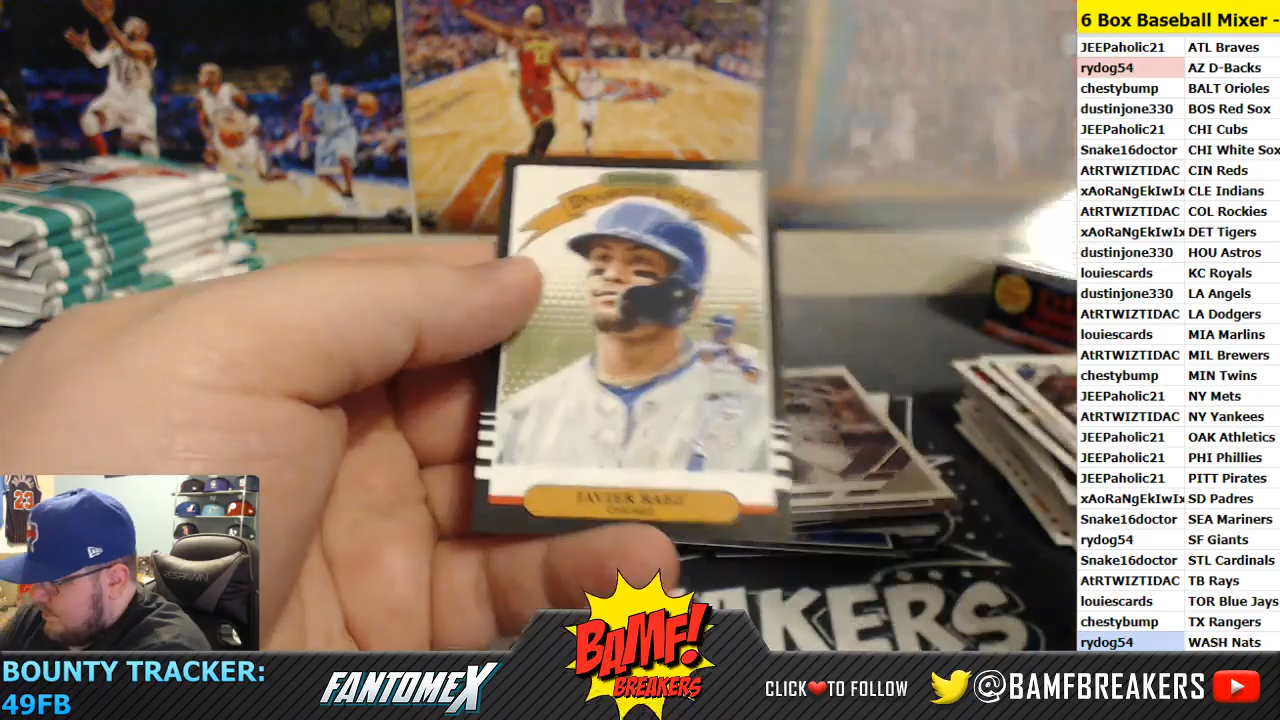 6 Box Baseball Mixer -
JEEPaholic21 ATL Braves
rydog54 AZ D-Backs
chestybump BALT Orioles
dustinjone330 BOS Red Sox
JEEPaholic21 CHI Cubs
Snake16doctor CHI White Sox
AtRTWIZTIDAC CIN Reds
xAoRaNgEkIwIx CLE Indians
AtRTWIZTIDAC COL Rockies
xAoRaNgEkIwIx DET Tigers
dustinjone330 HOU Astros
louiescards KC Royals
dustinjone330 LA Angels
AtRTWIZTIDAC LA Dodgers
louiescards MIA Marlins
AtRTWIZTIDAC MIL Brewers
chestybump MIN Twins
JEEPaholic21 NY Mets
AtRTWIZTIDAC NY Yankees
JEEPaholic21 OAK Athletics
JEEPaholic21 PHI Phillies
JEEPaholic21 PITT Pirates
xAoRaNgEkIwIx SD Padres
Snake16doctor SEA Mariners
rydog54 SF Giants
Snake16doctor STL Cardinals
AtRTWIZTIDAC TB Rays
louiescards TOR Blue Jays
chestybump TX Rangers
rydog54 WASH Nats
JAVIER BAEZ
CHICAGO
23
RESPAWN
AKERS
BOUNTY TRACKER:
49FB
FANTOMEX
BAMF!
BREAKERS
CLICK TO FOLLOW
@BAMFBREAKERS